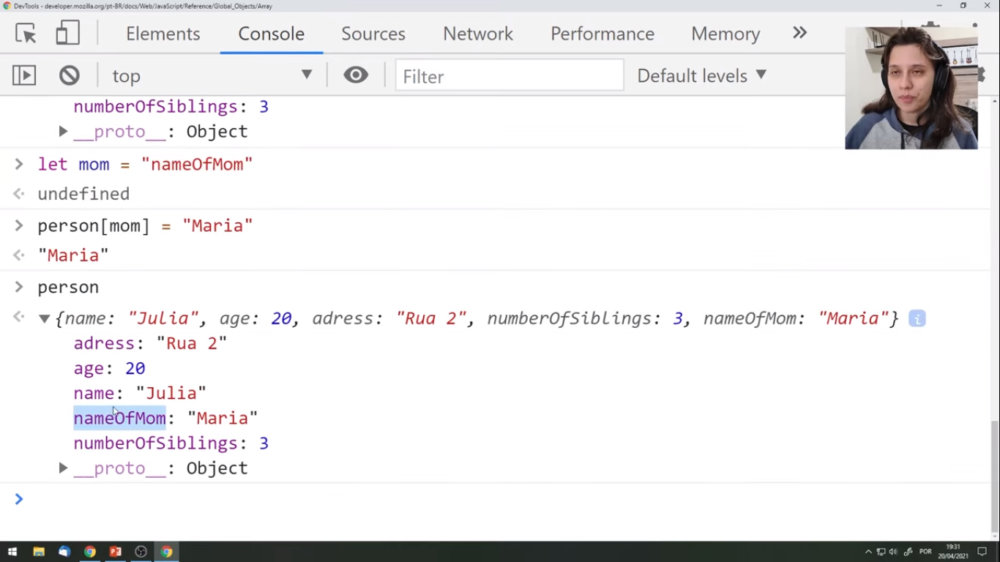 DevTools - developer.mozilla.org/pt-BR/docs/Web/JavaScript/Reference/Global_Objects/Array
Elements Console Sources Network Performance Memory »
top Filter Default levels
numberOfSiblings: 3
__proto__: Object
let mom = "nameOfMom"
undefined
person[mom] = "Maria"
"Maria"
person
{name: "Julia", age: 20, adress: "Rua 2", numberOfSiblings: 3, nameOfMom: "Maria"} i
adress: "Rua 2"
age: 20
name: "Julia"
nameOfMom: "Maria"
numberOfSiblings: 3
__proto__: Object
POR
19:31
20/04/2021